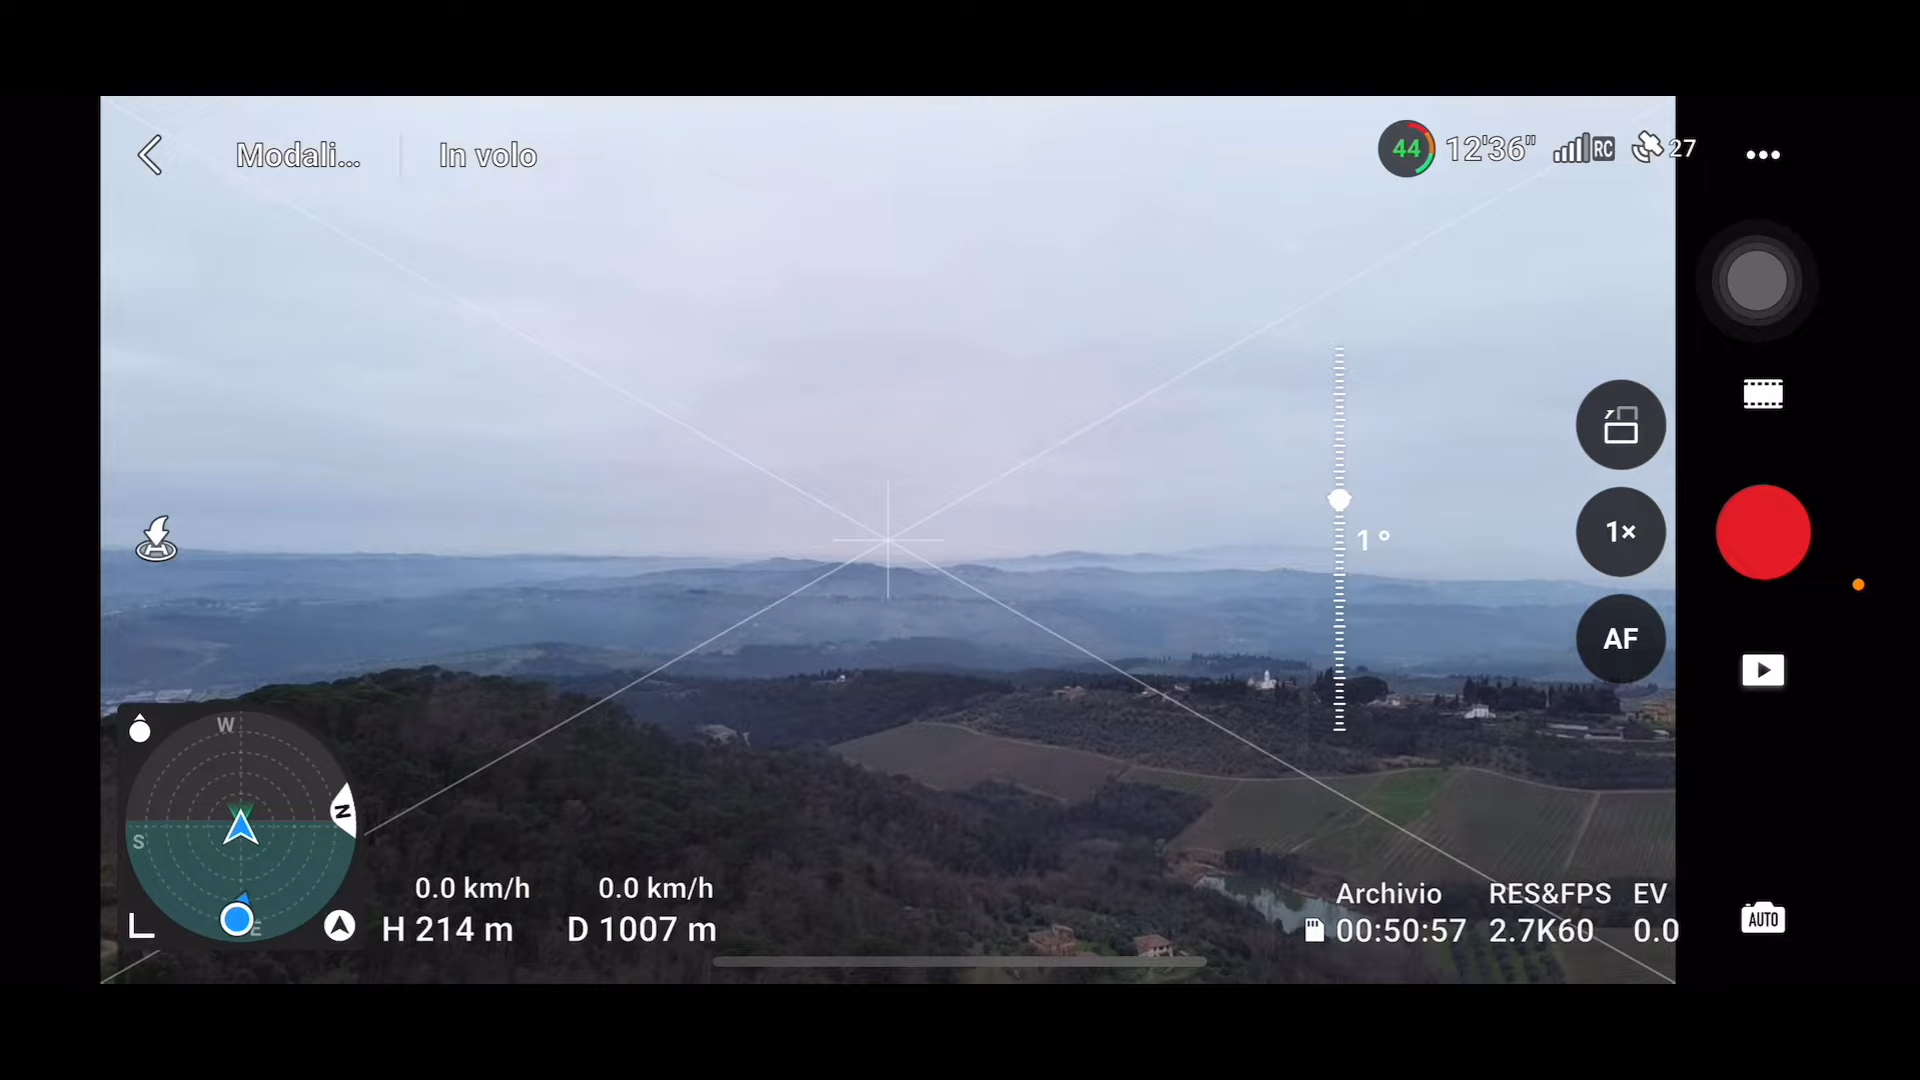 Modali... In volo
44 12'36" RC 27
1°
1×
AF
W
N
S
E
0.0 km/h 0.0 km/h
H 214 m D 1007 m
Archivio RES&FPS EV
00:50:57 2.7K60 0.0
AUTO